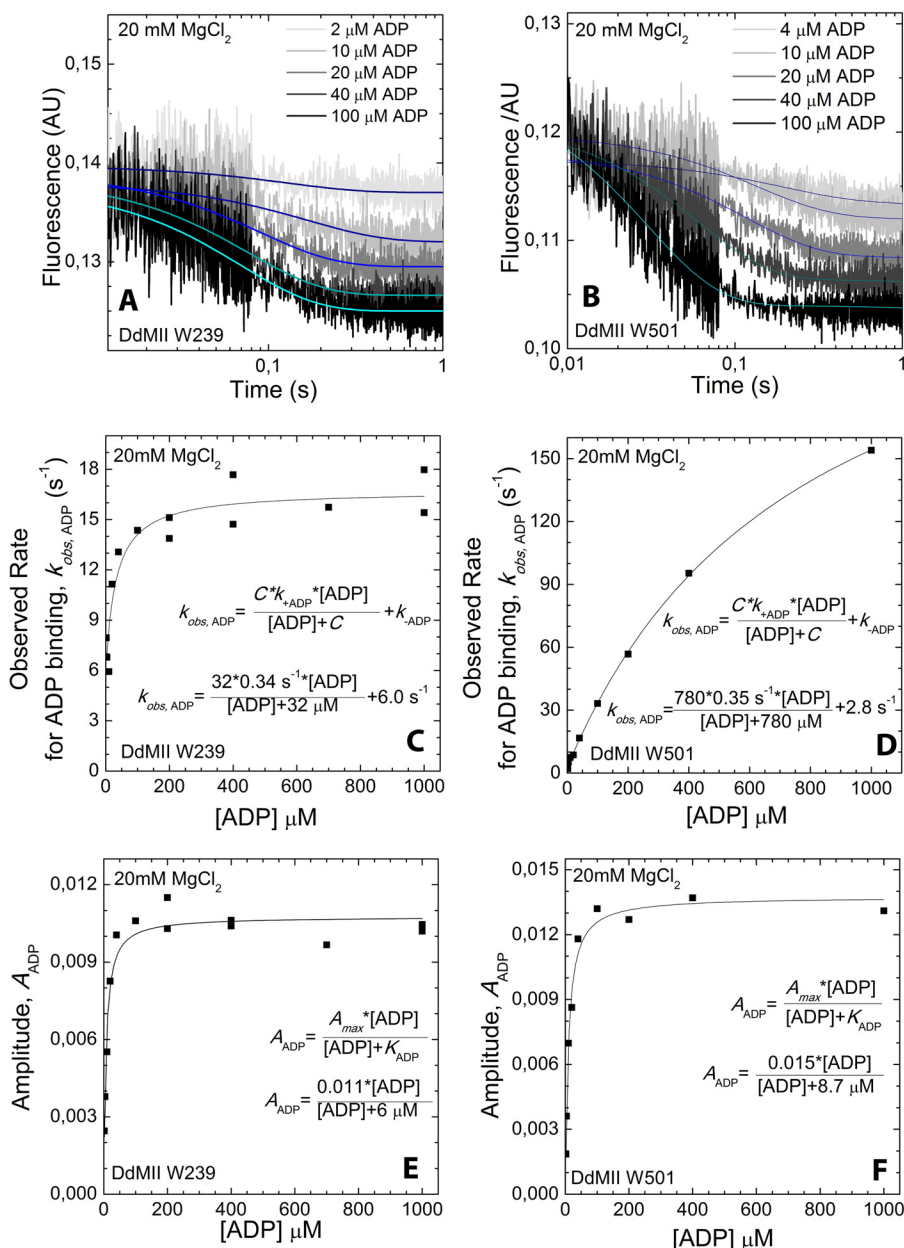 20 mM MgCl2
2 μM ADP
10 μM ADP
20 μM ADP
40 μM ADP
100 μM ADP
0,15
0,14
0,13
Fluorescence (AU)
A
DdMII W239
0,1
1
Time (s)
0,13
20 mM MgCl2
4 μM ADP
10 μM ADP
20 μM ADP
40 μM ADP
100 μM ADP
0,12
0,11
0,10
Fluorescence /AU
B
DdMII W501
0,01
0,1
1
Time (s)
20mM MgCl2
18
15
12
9
6
3
0
Observed Rate
for ADP binding, kobs, ADP (s-1)
kobs, ADP= C*k+ADP*[ADP] / [ADP]+C +k-ADP
kobs, ADP= 32*0.34 s-1*[ADP] / [ADP]+32 μM +6.0 s-1
C
DdMII W239
0 200 400 600 800 1000
[ADP] μM
20mM MgCl2
150
120
90
60
30
0
Observed Rate
for ADP binding, kobs, ADP (s-1)
kobs, ADP= C*k+ADP*[ADP] / [ADP]+C +k-ADP
kobs, ADP= 780*0.35 s-1*[ADP] / [ADP]+780 μM +2.8 s-1
D
DdMII W501
0 200 400 600 800 1000
[ADP] μM
20mM MgCl2
0,012
0,009
0,006
0,003
0,000
Amplitude, AADP
AADP= Amax*[ADP] / [ADP]+KADP
AADP= 0.011*[ADP] / [ADP]+6 μM
E
DdMII W239
0 200 400 600 800 1000
[ADP] μM
0,015
20mM MgCl2
0,012
0,009
0,006
0,003
0,000
Amplitude, AADP
AADP= Amax*[ADP] / [ADP]+KADP
AADP= 0.015*[ADP] / [ADP]+8.7 μM
F
DdMII W501
0 200 400 600 800 1000
[ADP] μM